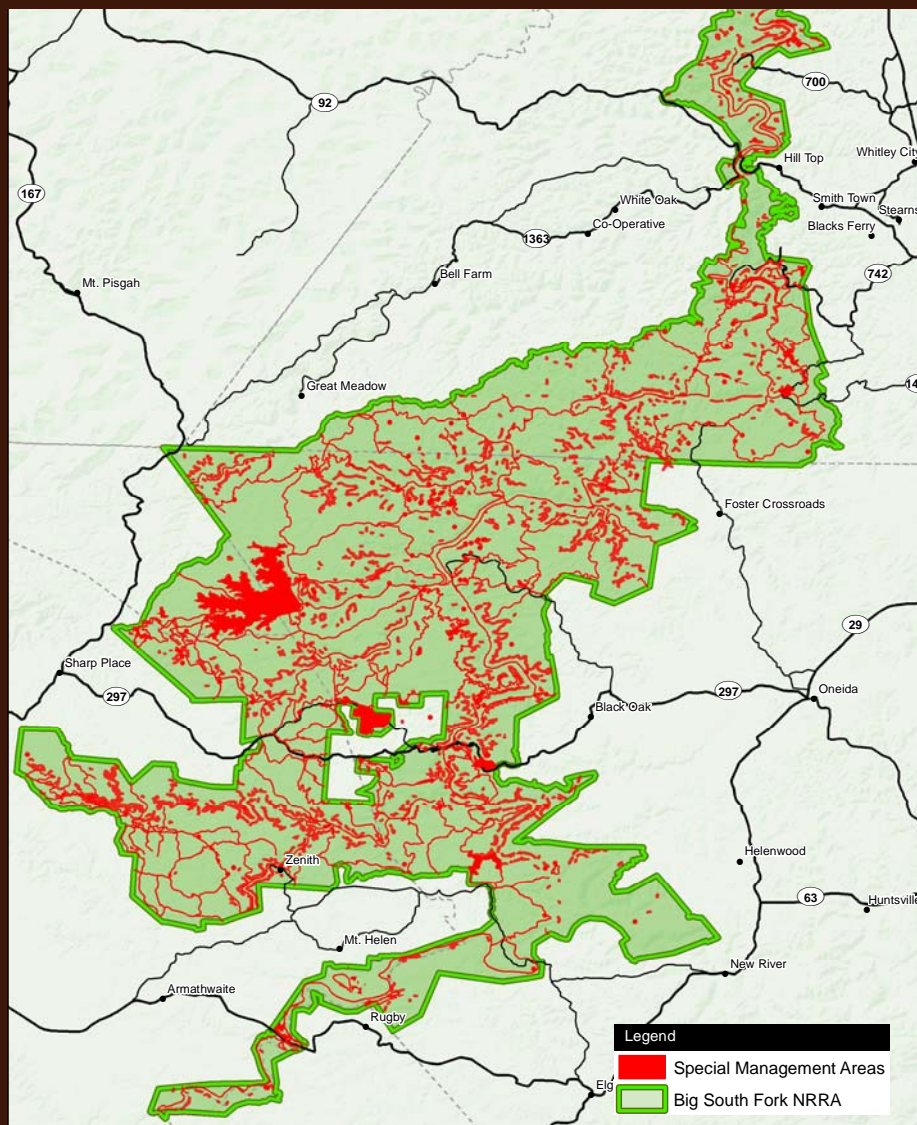 92
700
Hill Top
Whitley City
167
White Oak
Smith Town
Stearns
Co-Operative
Blacks Ferry
1363
Bell Farm
742
Mt. Pisgah
Great Meadow
14
Foster Crossroads
29
Sharp Place
297
297
Oneida
Black Oak
Helenwood
Zenith
63
Huntsville
Mt. Helen
New River
Armathwaite
Rugby
Elg
Legend
Special Management Areas
Big South Fork NRRA